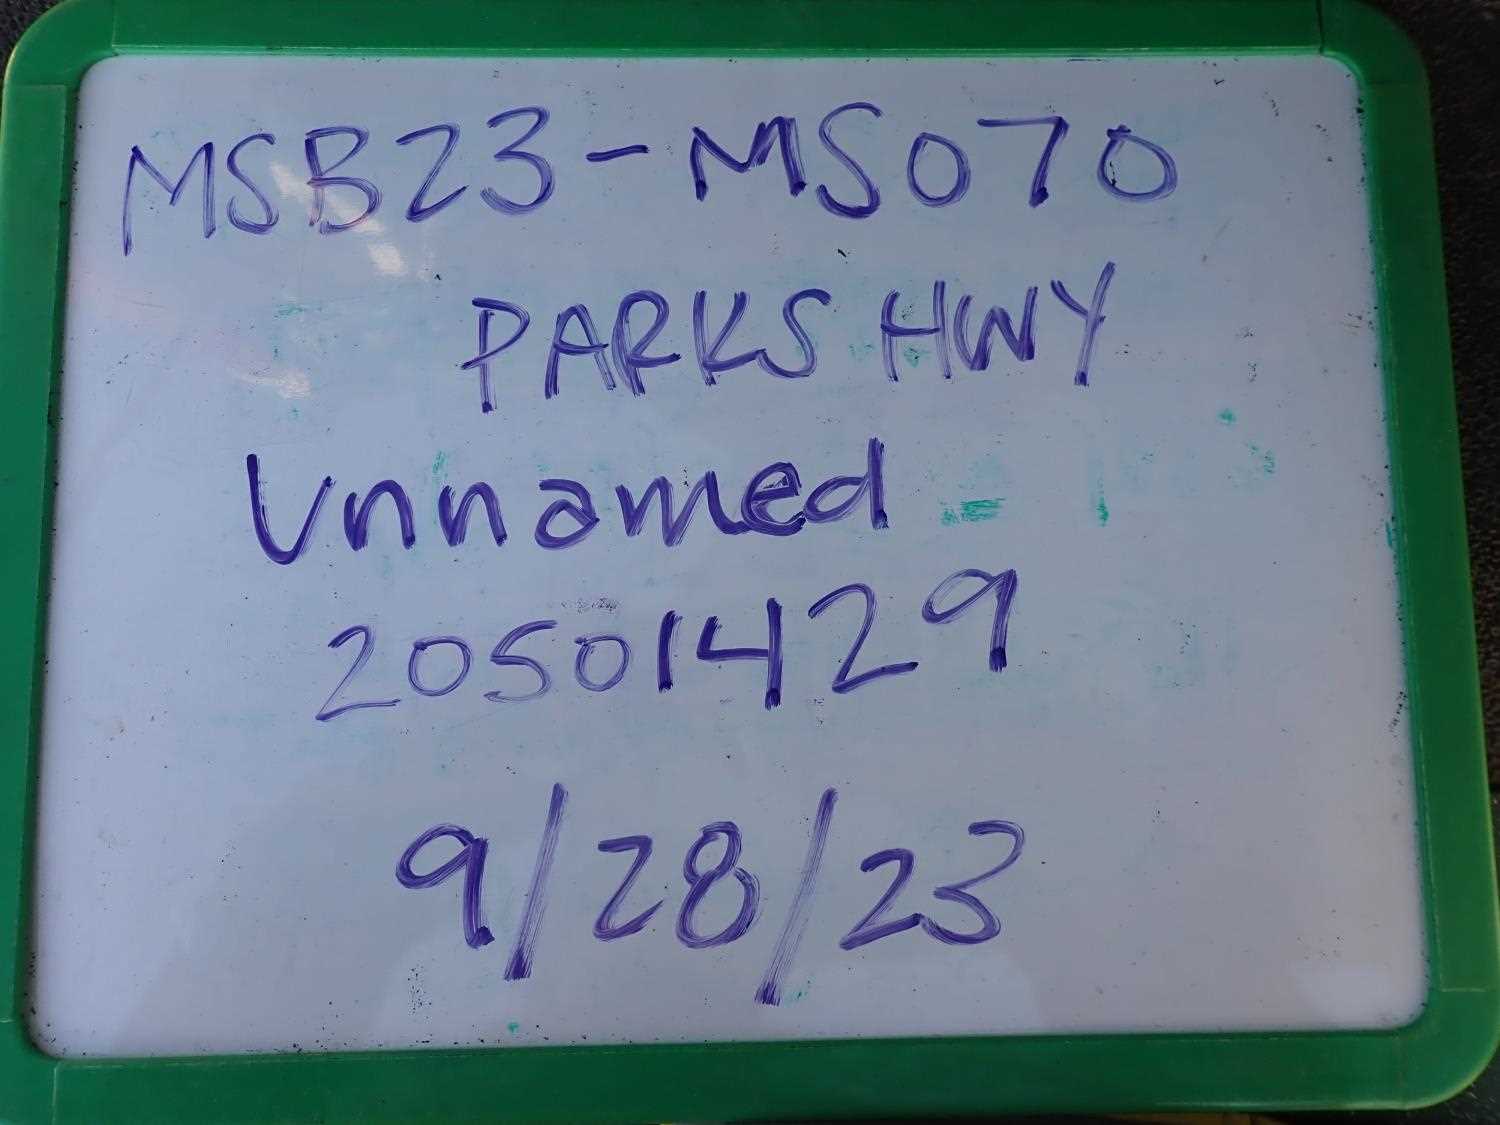 MSB23-MS070
PARKS HWY
Unnamed
20501429
9/28/23